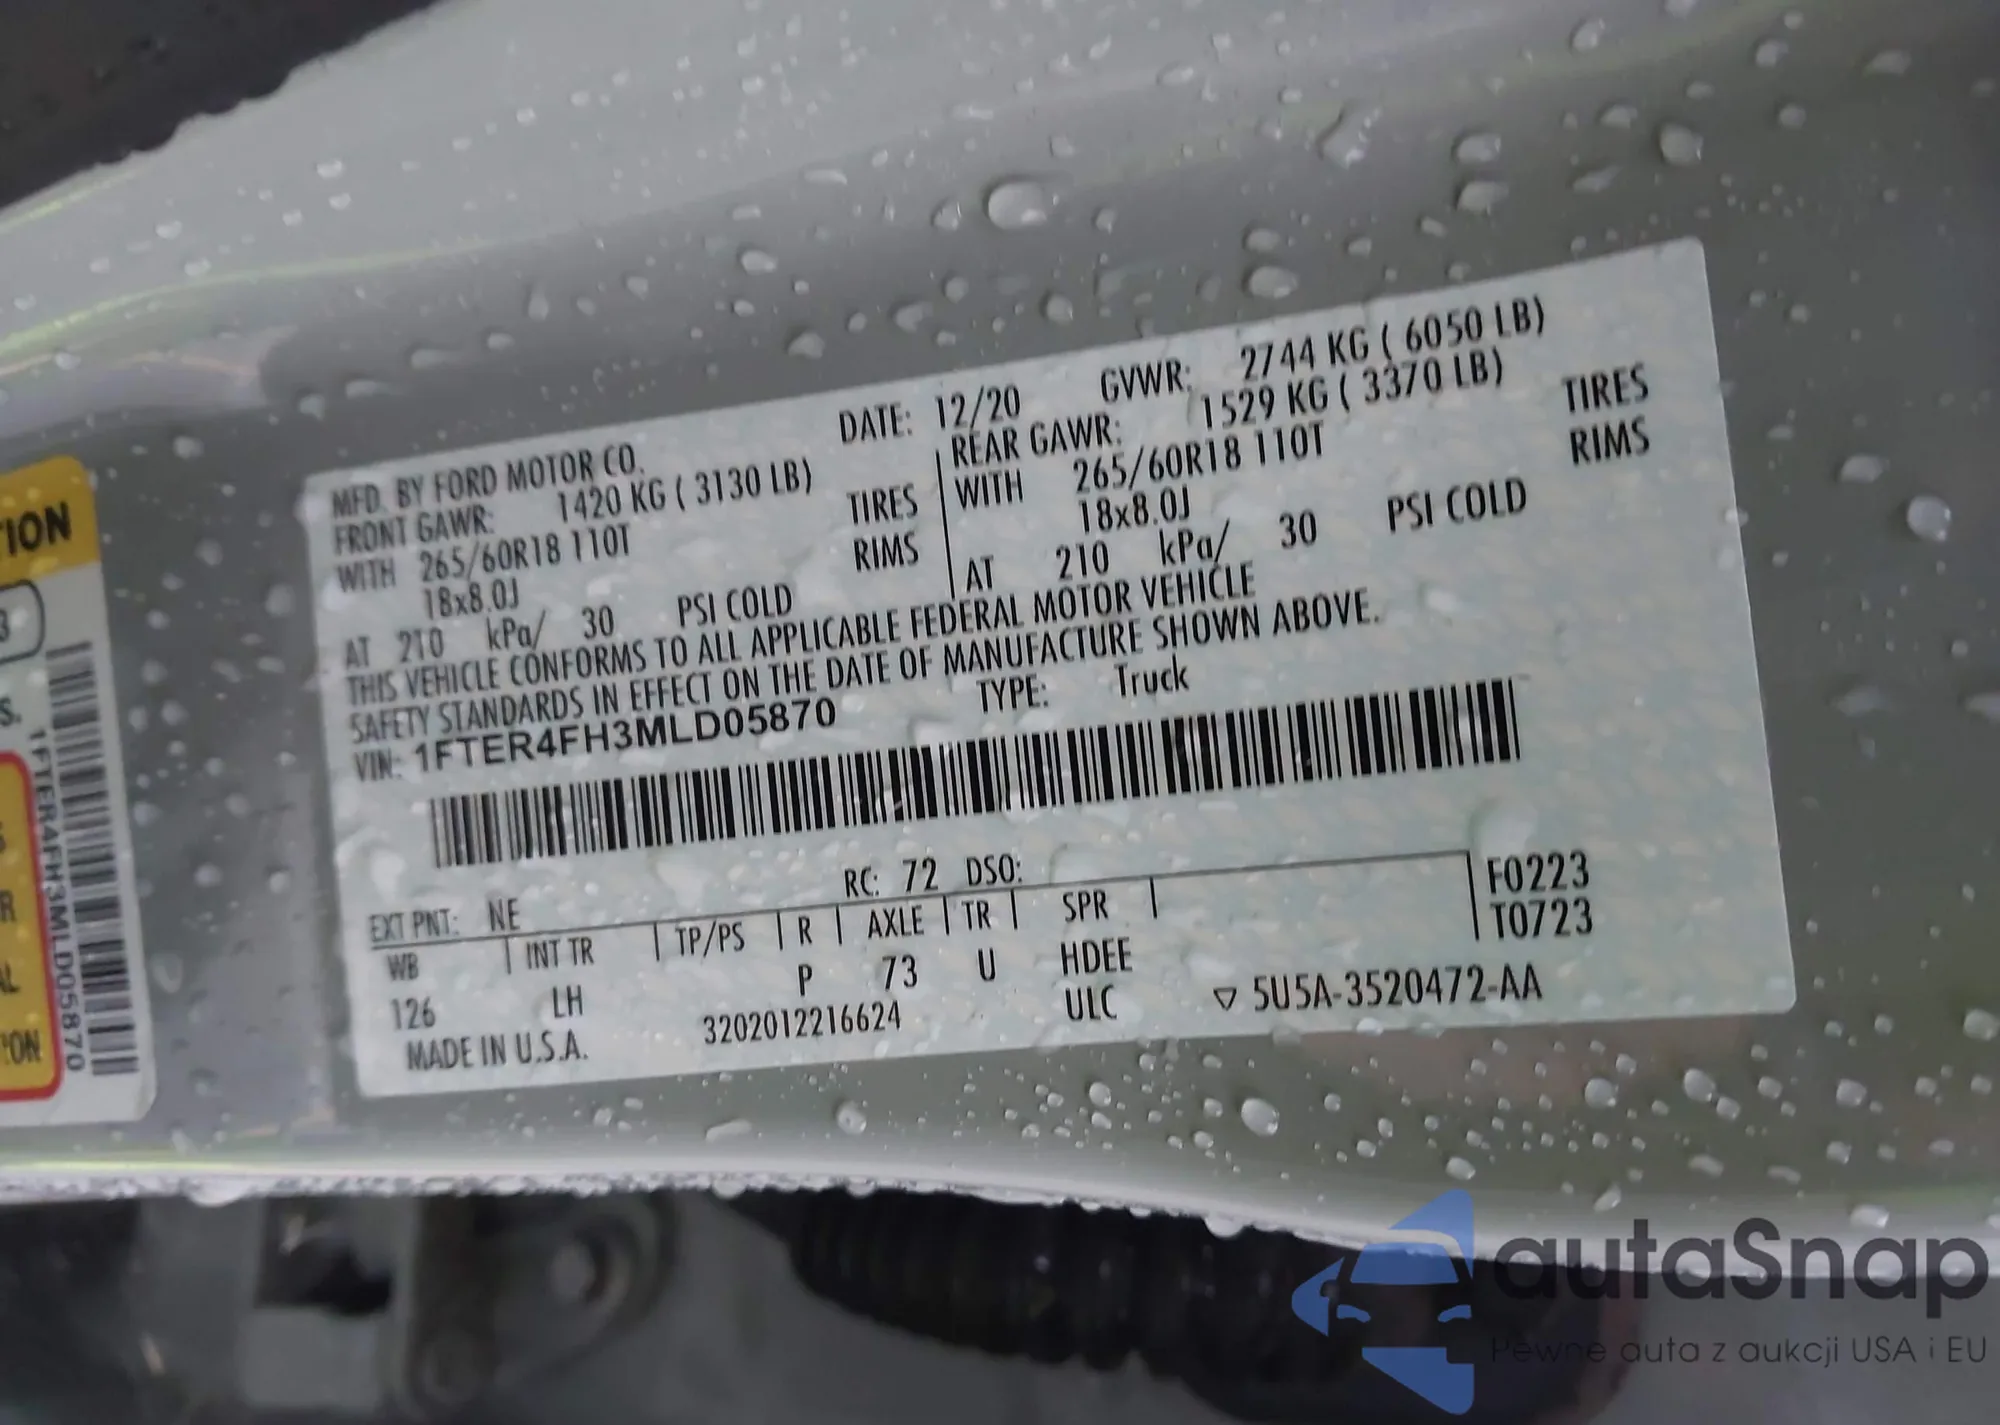 MFD. BY FORD MOTOR CO. DATE: 12/20 GVWR: 2744 KG ( 6050 LB)
FRONT GAWR: 1420 KG ( 3130 LB) REAR GAWR: 1529 KG ( 3370 LB)
WITH 265/60R18 110T TIRES WITH 265/60R18 110T TIRES
18x8.0J RIMS 18x8.0J RIMS
AT 210 kPa/ 30 PSI COLD AT 210 kPa/ 30 PSI COLD
THIS VEHICLE CONFORMS TO ALL APPLICABLE FEDERAL MOTOR VEHICLE
SAFETY STANDARDS IN EFFECT ON THE DATE OF MANUFACTURE SHOWN ABOVE.
VIN: 1FTER4FH3MLD05870 TYPE: Truck
EXT PNT: NE RC: 72 DSO: F0223
WB INT TR TP/PS R AXLE TR SPR T0723
126 LH P 73 U HDEE
MADE IN U.S.A. 3202012216624 ULC ▽ 5U5A-3520472-AA
1FTER4FH3MLD05870
autaSnap
Pewne auta z aukcji USA i EU